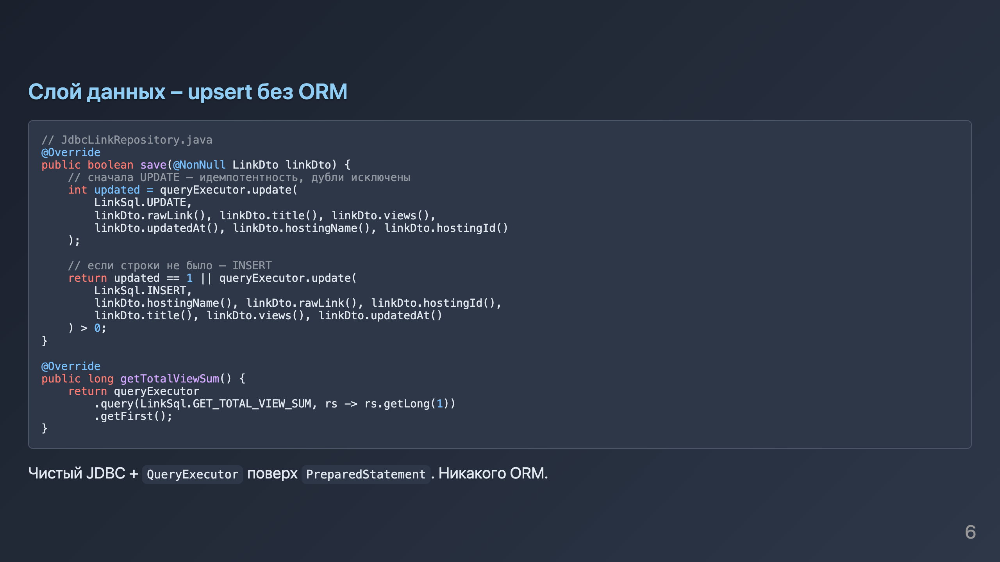 Слой данных – upsert без ORM
// JdbcLinkRepository.java
@Override
public boolean save(@NonNull LinkDto linkDto) {
    // сначала UPDATE — идемпотентность, дубли исключены
    int updated = queryExecutor.update(
        LinkSql.UPDATE,
        linkDto.rawLink(), linkDto.title(), linkDto.views(),
        linkDto.updatedAt(), linkDto.hostingName(), linkDto.hostingId()
    );
    // если строки не было — INSERT
    return updated == 1 || queryExecutor.update(
        LinkSql.INSERT,
        linkDto.hostingName(), linkDto.rawLink(), linkDto.hostingId(),
        linkDto.title(), linkDto.views(), linkDto.updatedAt()
    ) > 0;
}
@Override
public long getTotalViewSum() {
    return queryExecutor
        .query(LinkSql.GET_TOTAL_VIEW_SUM, rs -> rs.getLong(1))
        .getFirst();
}
Чистый JDBC + QueryExecutor поверх PreparedStatement. Никакого ORM.
6